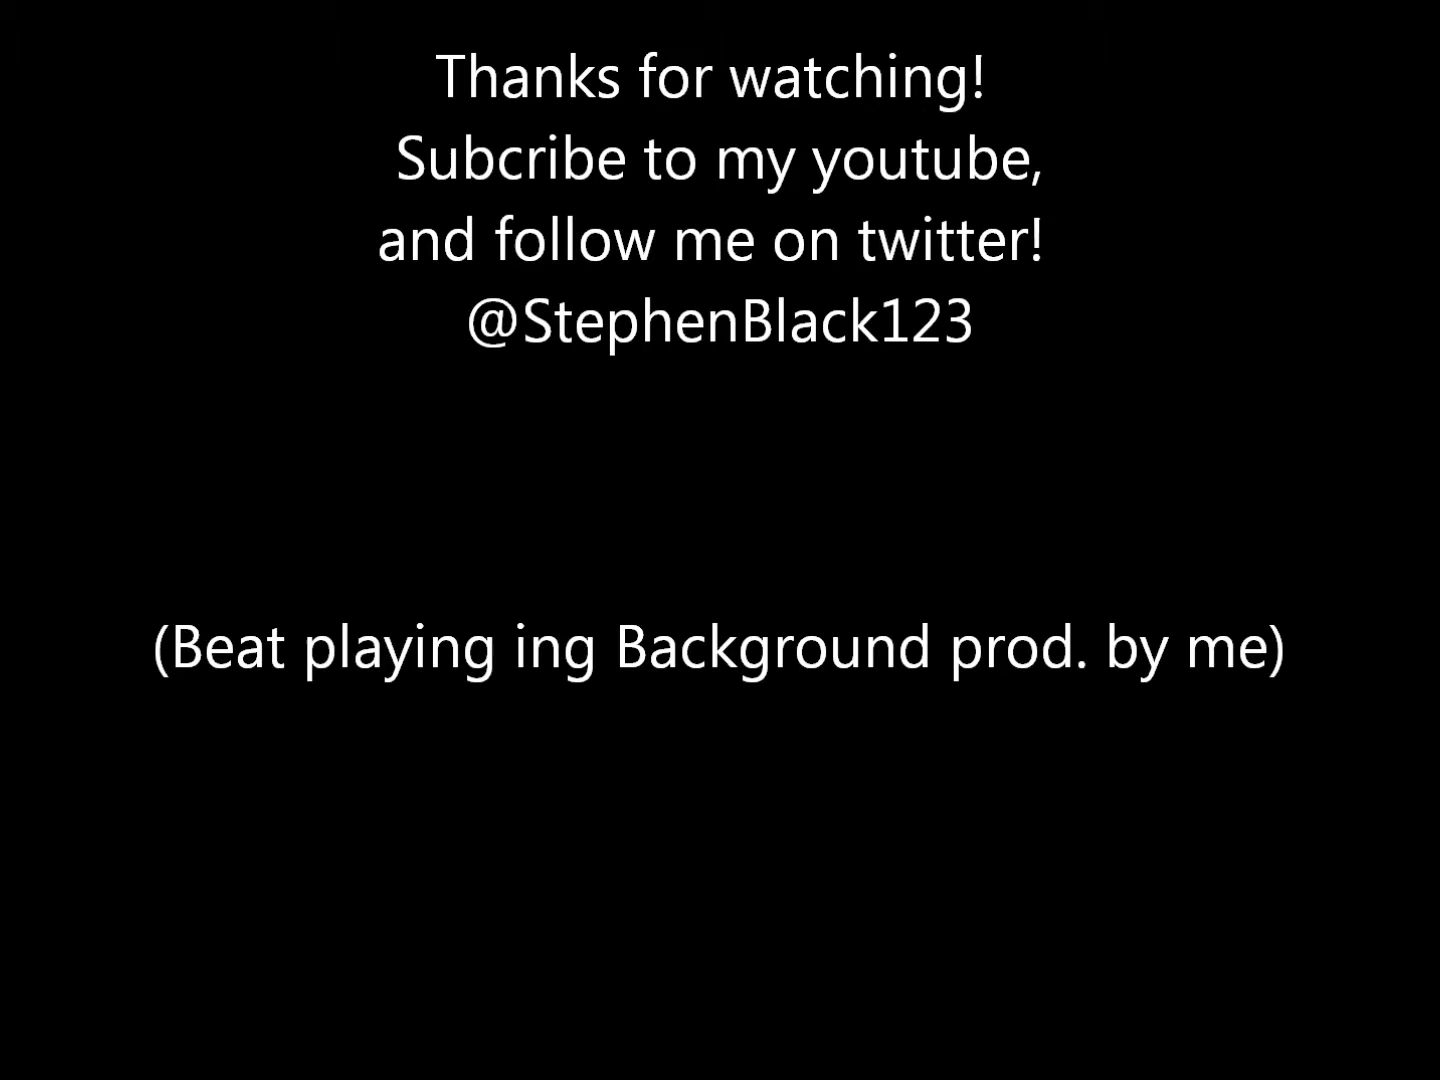 Thanks for watching!
Subcribe to my youtube,
and follow me on twitter!
@StephenBlack123
(Beat playing ing Background prod. by me)